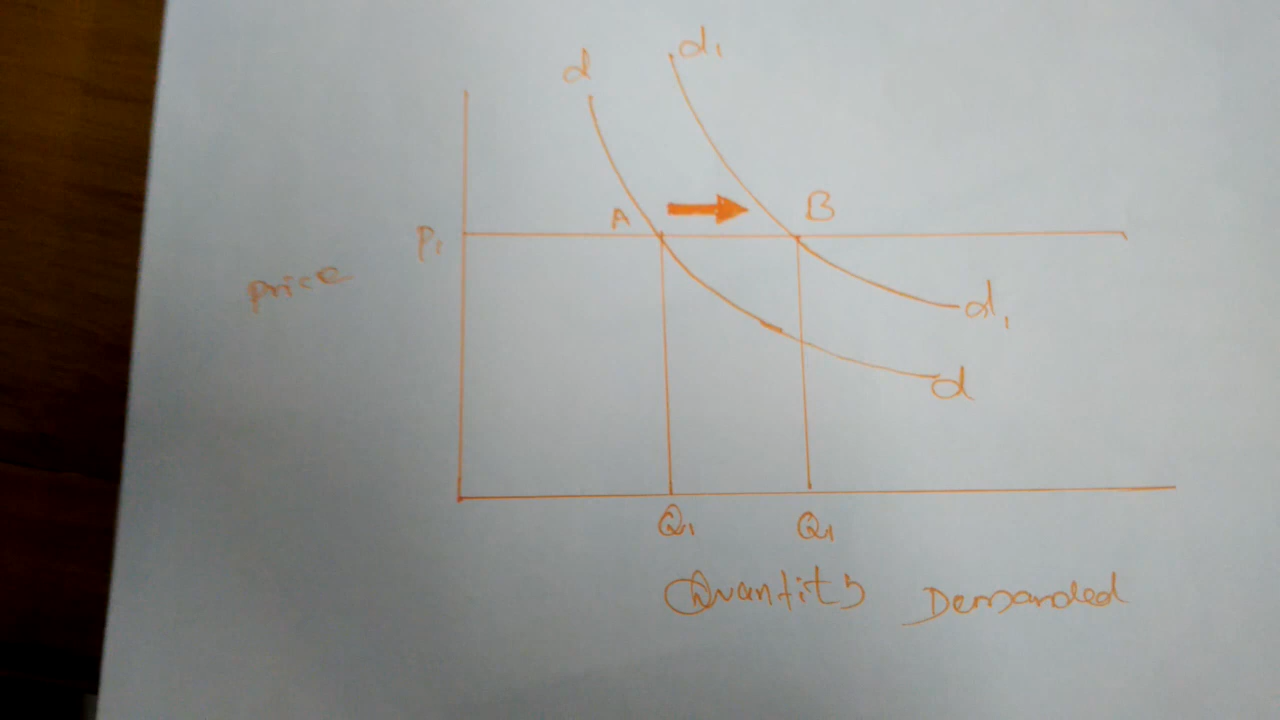 d d₁
A B
P₁
Price
d₁
d
Q₁ Q₁
Quantity Demanded